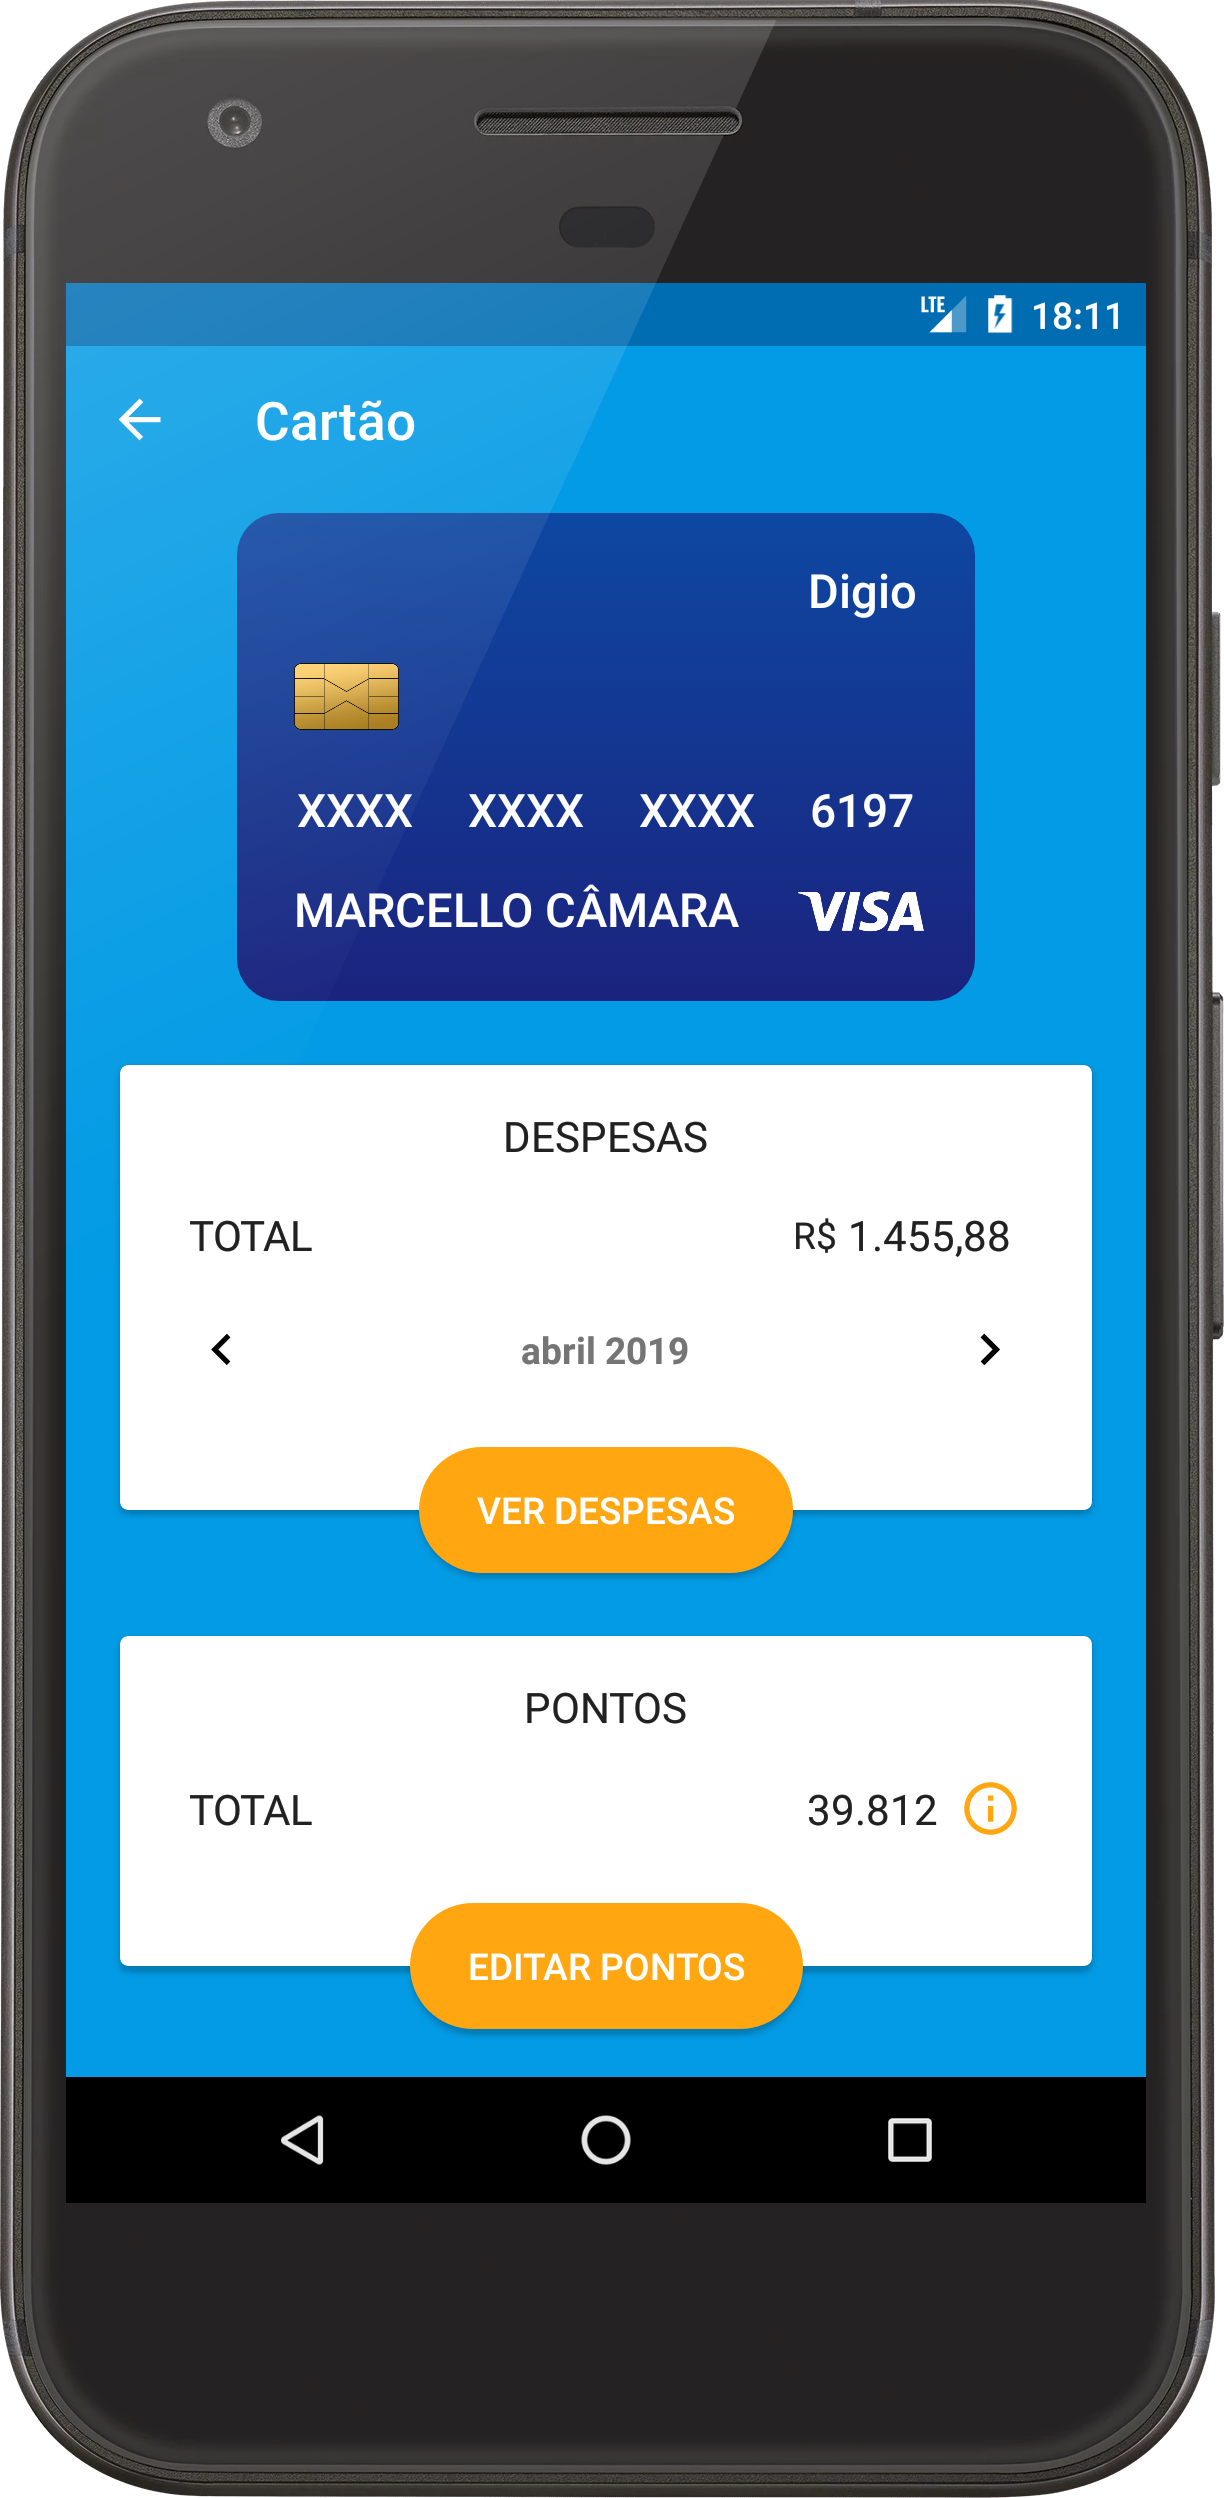 LTE 18:11
Cartão
Digio
XXXX XXXX XXXX 6197
MARCELLO CÂMARA VISA
DESPESAS
TOTAL R$ 1.455,88
abril 2019
VER DESPESAS
PONTOS
TOTAL 39.812
EDITAR PONTOS